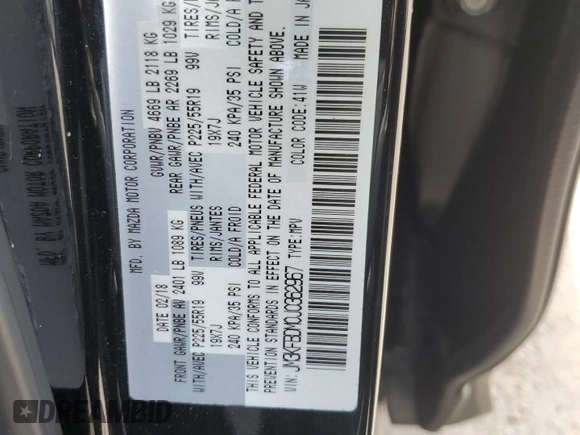 MFD. BY MAZDA MOTOR CORPORATION
DATE 02/18 GVWR/PNBV 4669 LB 2118 KG
FRONT GAWR/PNBE AV 2401 LB 1089 KG REAR GAWR/PNBE AR 2269 LB 1029 KG
WITH/AVEC P225/55R19 99V TIRES/PNEUS WITH/AVEC P225/55R19 99V TIRES/
19X7J RIMS/JANTES 19X7J RIMS/
240 KPA/35 PSI COLD/A FROID 240 KPA/35 PSI COLD/A
THIS VEHICLE CONFORMS TO ALL APPLICABLE FEDERAL MOTOR VEHICLE SAFETY AND
PREVENTION STANDARDS IN EFFECT ON THE DATE OF MANUFACTURE SHOWN ABOVE.
VIN: TYPE: MPV COLOR CODE: 41W MADE IN
DREAMBID